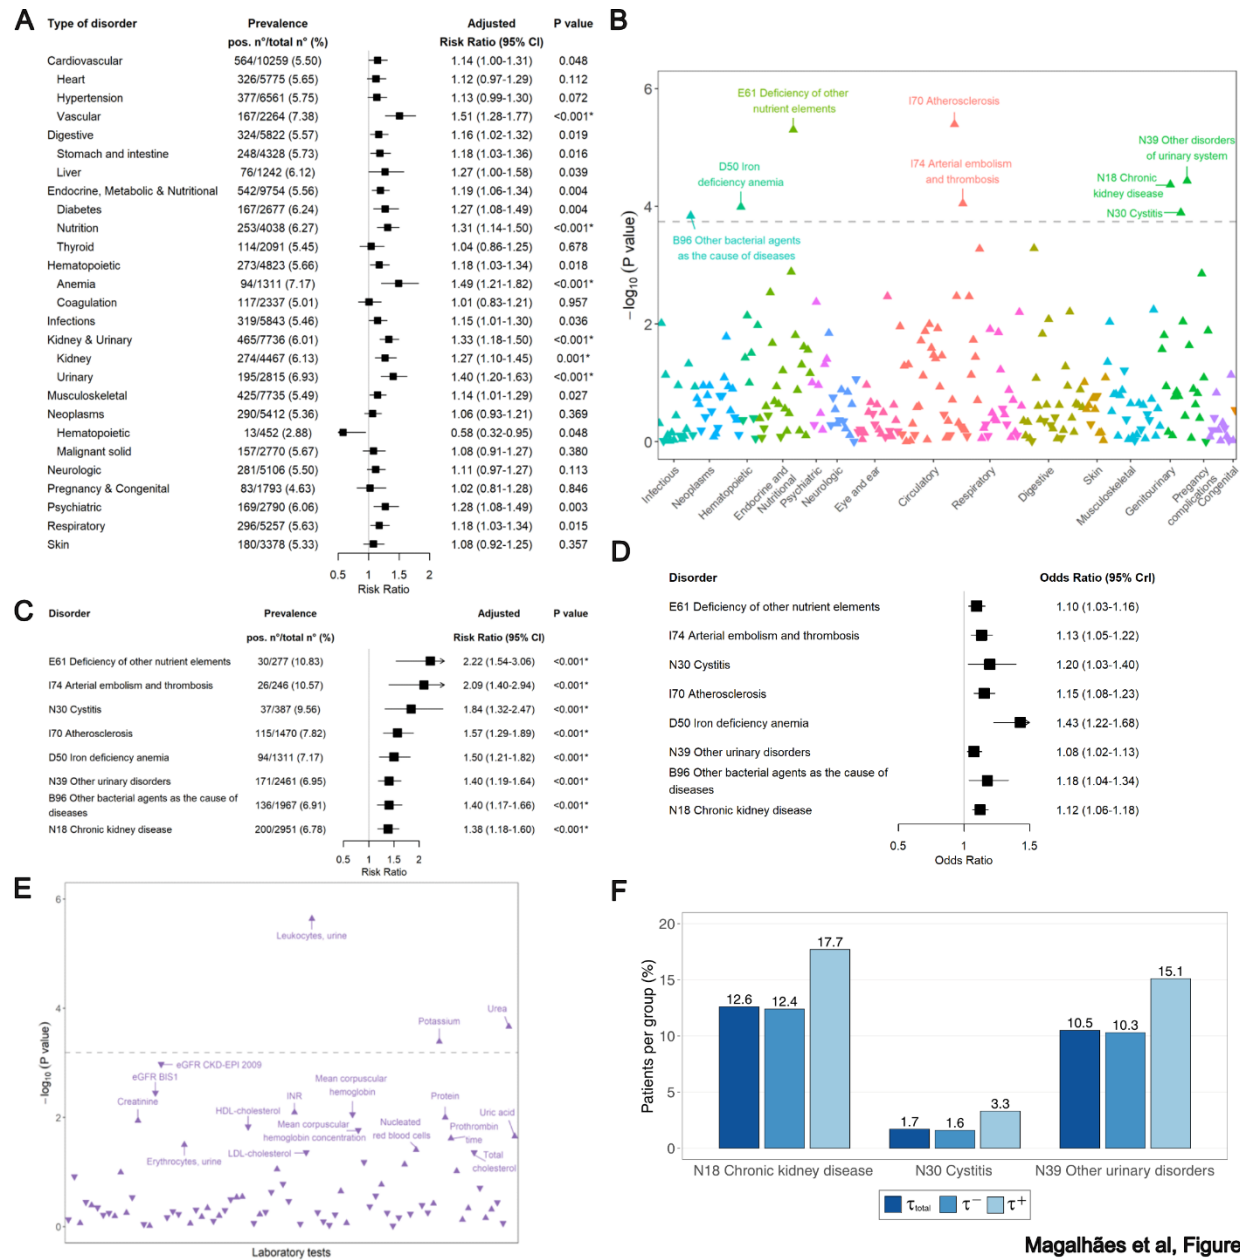 A
Type of disorder Prevalence Adjusted P value
pos. n°/total n° (%) Risk Ratio (95% CI)
Cardiovascular 564/10259 (5.50) 1.14 (1.00-1.31) 0.048
Heart 326/5775 (5.65) 1.12 (0.97-1.29) 0.112
Hypertension 377/6561 (5.75) 1.13 (0.99-1.30) 0.072
Vascular 167/2264 (7.38) 1.51 (1.28-1.77) <0.001*
Digestive 324/5822 (5.57) 1.16 (1.02-1.32) 0.019
Stomach and intestine 248/4328 (5.73) 1.18 (1.03-1.36) 0.016
Liver 76/1242 (6.12) 1.27 (1.00-1.58) 0.039
Endocrine, Metabolic & Nutritional 542/9754 (5.56) 1.19 (1.06-1.34) 0.004
Diabetes 167/2677 (6.24) 1.27 (1.08-1.49) 0.004
Nutrition 253/4038 (6.27) 1.31 (1.14-1.50) <0.001*
Thyroid 114/2091 (5.45) 1.04 (0.86-1.25) 0.678
Hematopoietic 273/4823 (5.66) 1.18 (1.03-1.34) 0.018
Anemia 94/1311 (7.17) 1.49 (1.21-1.82) <0.001*
Coagulation 117/2337 (5.01) 1.01 (0.83-1.21) 0.957
Infections 319/5843 (5.46) 1.15 (1.01-1.30) 0.036
Kidney & Urinary 465/7736 (6.01) 1.33 (1.18-1.50) <0.001*
Kidney 274/4467 (6.13) 1.27 (1.10-1.45) 0.001*
Urinary 195/2815 (6.93) 1.40 (1.20-1.63) <0.001*
Musculoskeletal 425/7735 (5.49) 1.14 (1.01-1.29) 0.027
Neoplasms 290/5412 (5.36) 1.06 (0.93-1.21) 0.369
Hematopoietic 13/452 (2.88) 0.58 (0.32-0.95) 0.048
Malignant solid 157/2770 (5.67) 1.08 (0.91-1.27) 0.380
Neurologic 281/5106 (5.50) 1.11 (0.97-1.27) 0.113
Pregnancy & Congenital 83/1793 (4.63) 1.02 (0.81-1.28) 0.846
Psychiatric 169/2790 (6.06) 1.28 (1.08-1.49) 0.003
Respiratory 296/5257 (5.63) 1.18 (1.03-1.34) 0.015
Skin 180/3378 (5.33) 1.08 (0.92-1.25) 0.357
0.5 1 1.5 2
Risk Ratio
B
−log10 (P value)
6
4
2
0
E61 Deficiency of other
nutrient elements
I70 Atherosclerosis
D50 Iron
deficiency anemia
I74 Arterial embolism
and thrombosis
N39 Other disorders
of urinary system
N18 Chronic
kidney disease
N30 Cystitis
B96 Other bacterial agents
as the cause of diseases
Infectious
Neoplasms
Hematopoietic
Endocrine and
Nutritional
Psychiatric
Neurologic
Eye and ear
Circulatory
Respiratory
Digestive
Skin
Musculoskeletal
Genitourinary
Pregancy
complications
Congenital
C
Disorder Prevalence Adjusted P value
pos. n°/total n° (%) Risk Ratio (95% CI)
E61 Deficiency of other nutrient elements 30/277 (10.83) 2.22 (1.54-3.06) <0.001*
I74 Arterial embolism and thrombosis 26/246 (10.57) 2.09 (1.40-2.94) <0.001*
N30 Cystitis 37/387 (9.56) 1.84 (1.32-2.47) <0.001*
I70 Atherosclerosis 115/1470 (7.82) 1.57 (1.29-1.89) <0.001*
D50 Iron deficiency anemia 94/1311 (7.17) 1.50 (1.21-1.82) <0.001*
N39 Other urinary disorders 171/2461 (6.95) 1.40 (1.19-1.64) <0.001*
B96 Other bacterial agents as the cause of
diseases 136/1967 (6.91) 1.40 (1.17-1.66) <0.001*
N18 Chronic kidney disease 200/2951 (6.78) 1.38 (1.18-1.60) <0.001*
0.5 1 1.5 2
Risk Ratio
D
Disorder Odds Ratio (95% CrI)
E61 Deficiency of other nutrient elements 1.10 (1.03-1.16)
I74 Arterial embolism and thrombosis 1.13 (1.05-1.22)
N30 Cystitis 1.20 (1.03-1.40)
I70 Atherosclerosis 1.15 (1.08-1.23)
D50 Iron deficiency anemia 1.43 (1.22-1.68)
N39 Other urinary disorders 1.08 (1.02-1.13)
B96 Other bacterial agents as the cause of
diseases 1.18 (1.04-1.34)
N18 Chronic kidney disease 1.12 (1.06-1.18)
0.5 1 1.5
Odds Ratio
E
−log10 (P value)
6
4
2
0
Leukocytes, urine
Urea
Potassium
eGFR CKD-EPI 2009
eGFR BIS1
Creatinine
HDL-cholesterol
INR
Mean corpuscular
hemoglobin
Mean corpuscular
hemoglobin concentration
Protein
Uric acid
Nucleated
red blood cells
Prothrombin
time
Erythrocytes, urine
LDL-cholesterol
Total
cholesterol
Laboratory tests
F
Patients per group (%)
20
15
10
5
0
12.6 12.4 17.7
1.7 1.6 3.3
10.5 10.3 15.1
N18 Chronic kidney disease N30 Cystitis N39 Other urinary disorders
τtotal τ− τ+
Magalhães et al, Figure